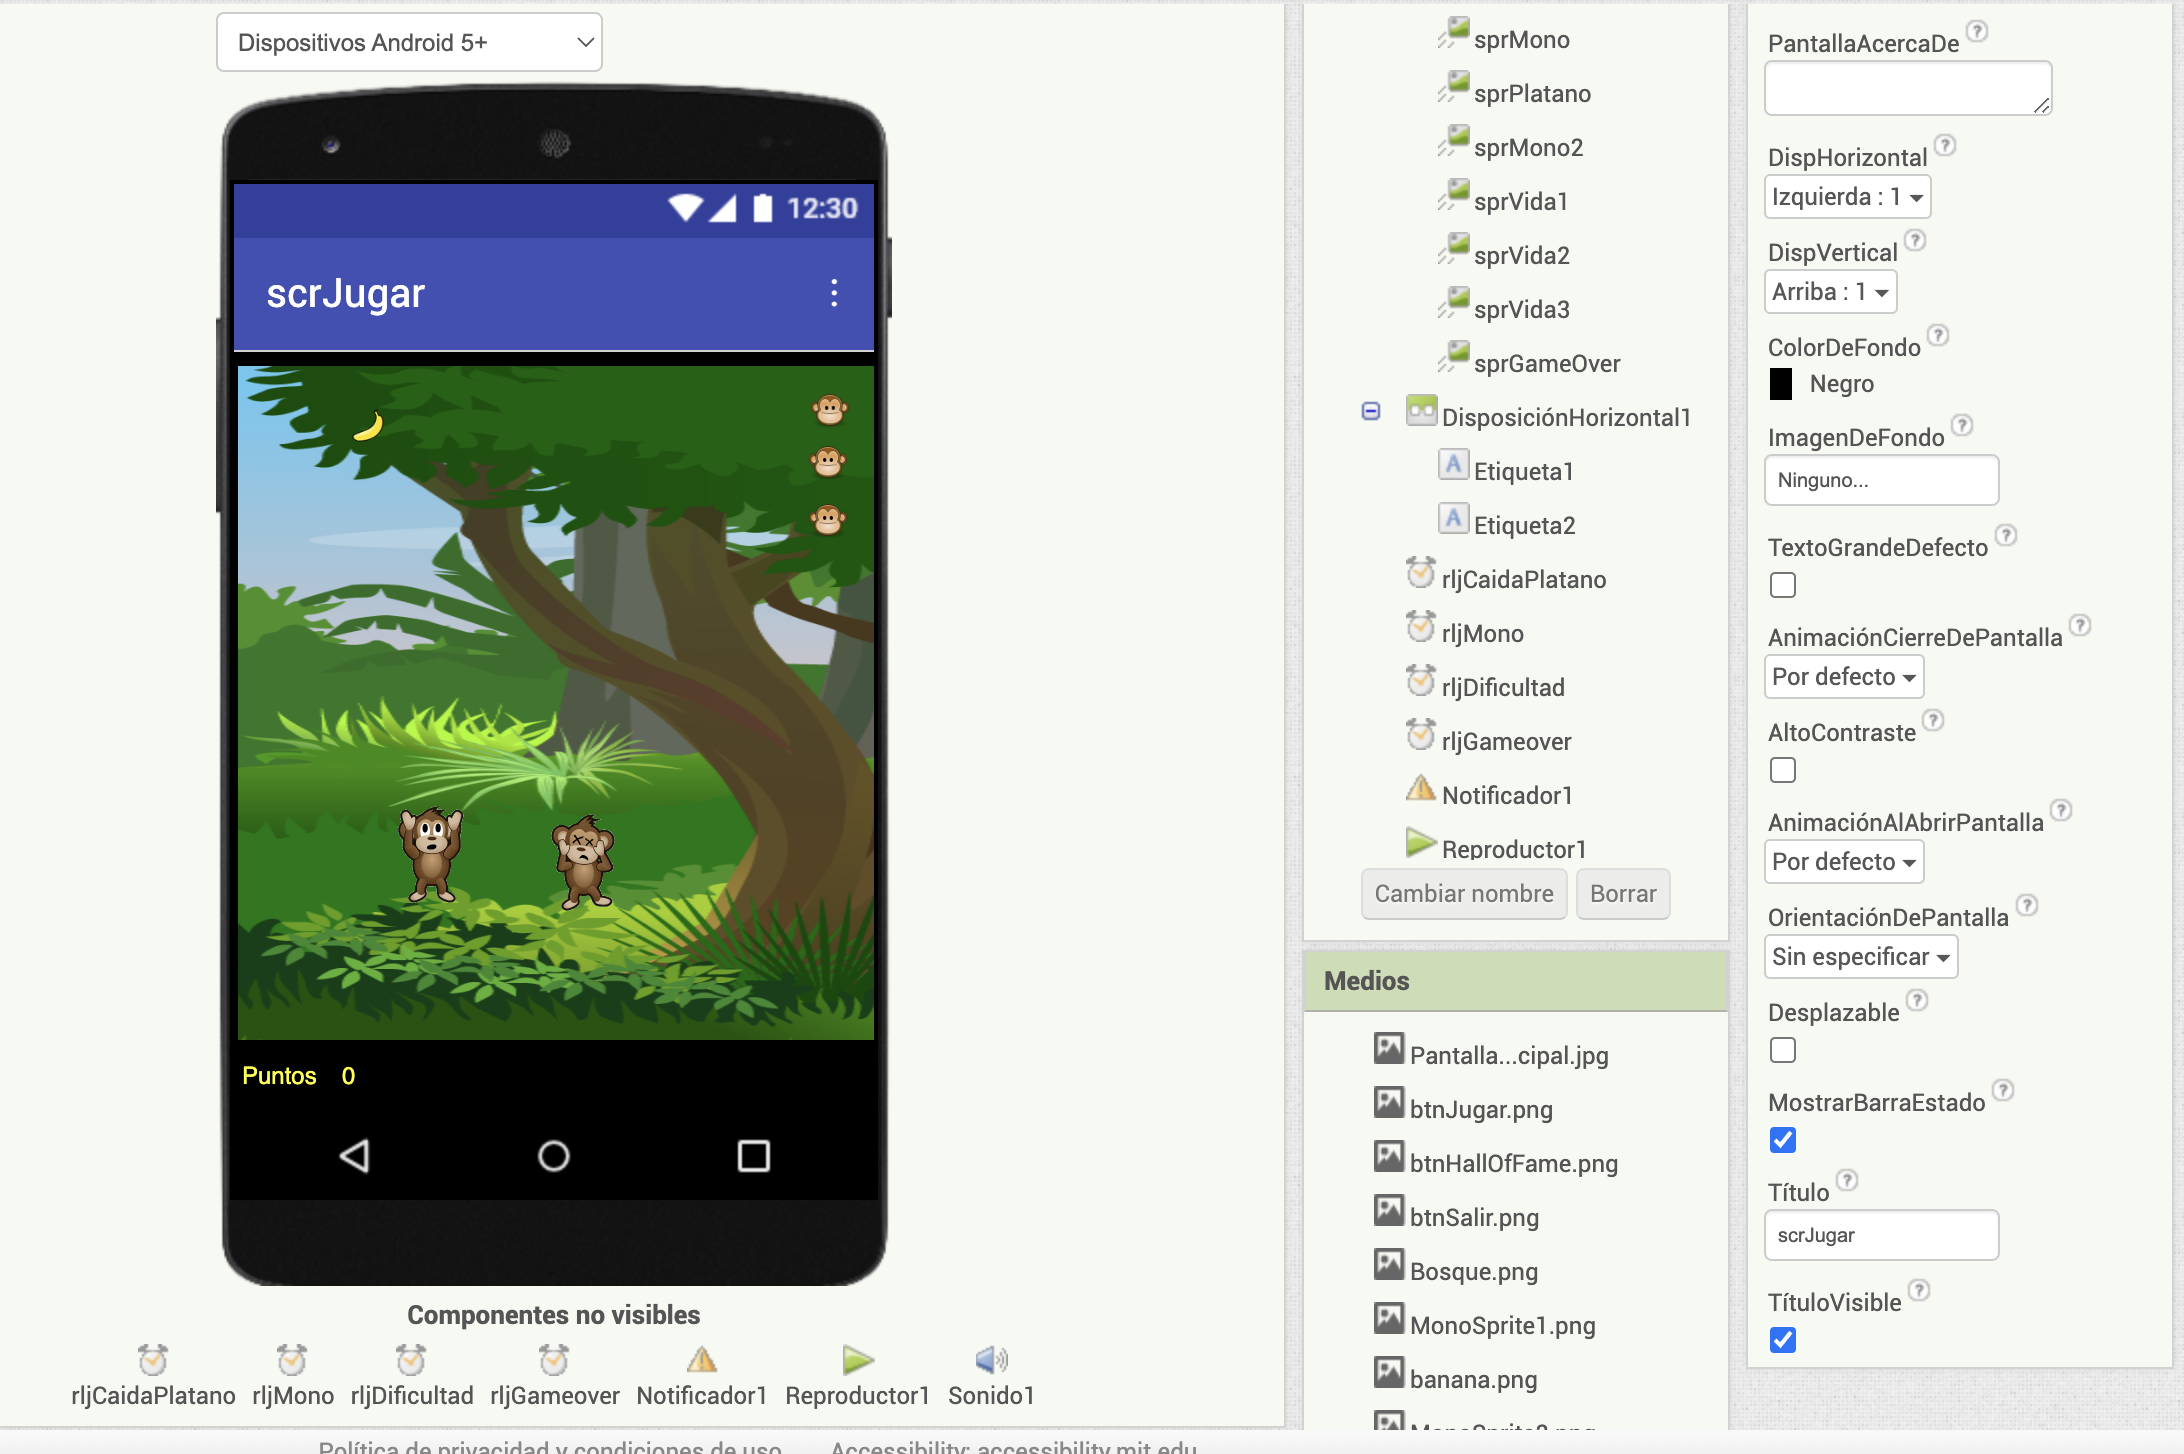 Dispositivos Android 5+
12:30
scrJugar
Puntos 0
Componentes no visibles
rljCaidaPlatano rljMono rljDificultad rljGameover Notificador1 Reproductor1 Sonido1
Política de privacidad y condiciones de uso Accessibility: accessibility.mit.edu
sprMono
sprPlatano
sprMono2
sprVida1
sprVida2
sprVida3
sprGameOver
DisposiciónHorizontal1
A Etiqueta1
A Etiqueta2
rljCaidaPlatano
rljMono
rljDificultad
rljGameover
Notificador1
Reproductor1
Cambiar nombre Borrar
Medios
Pantalla...cipal.jpg
btnJugar.png
btnHallOfFame.png
btnSalir.png
Bosque.png
MonoSprite1.png
banana.png
MonoSprite2.png
PantallaAcercaDe ?
DispHorizontal ?
Izquierda : 1
DispVertical ?
Arriba : 1
ColorDeFondo ?
Negro
ImagenDeFondo ?
Ninguno...
TextoGrandeDefecto ?
AnimaciónCierreDePantalla ?
Por defecto
AltoContraste ?
AnimaciónAlAbrirPantalla ?
Por defecto
OrientaciónDePantalla ?
Sin especificar
Desplazable ?
MostrarBarraEstado ?
Título ?
scrJugar
TítuloVisible ?